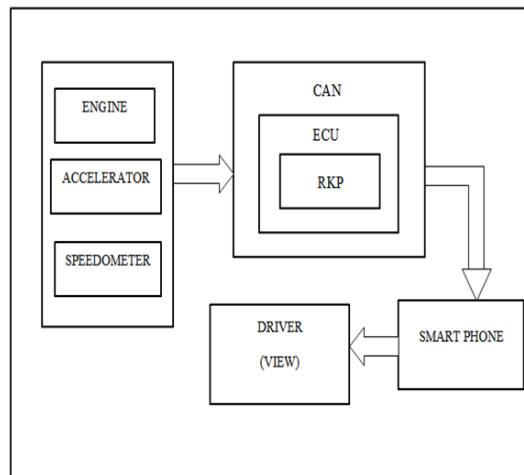 ENGINE
ACCELERATOR
SPEEDOMETER
CAN
ECU
RKP
SMART PHONE
DRIVER
(VIEW)